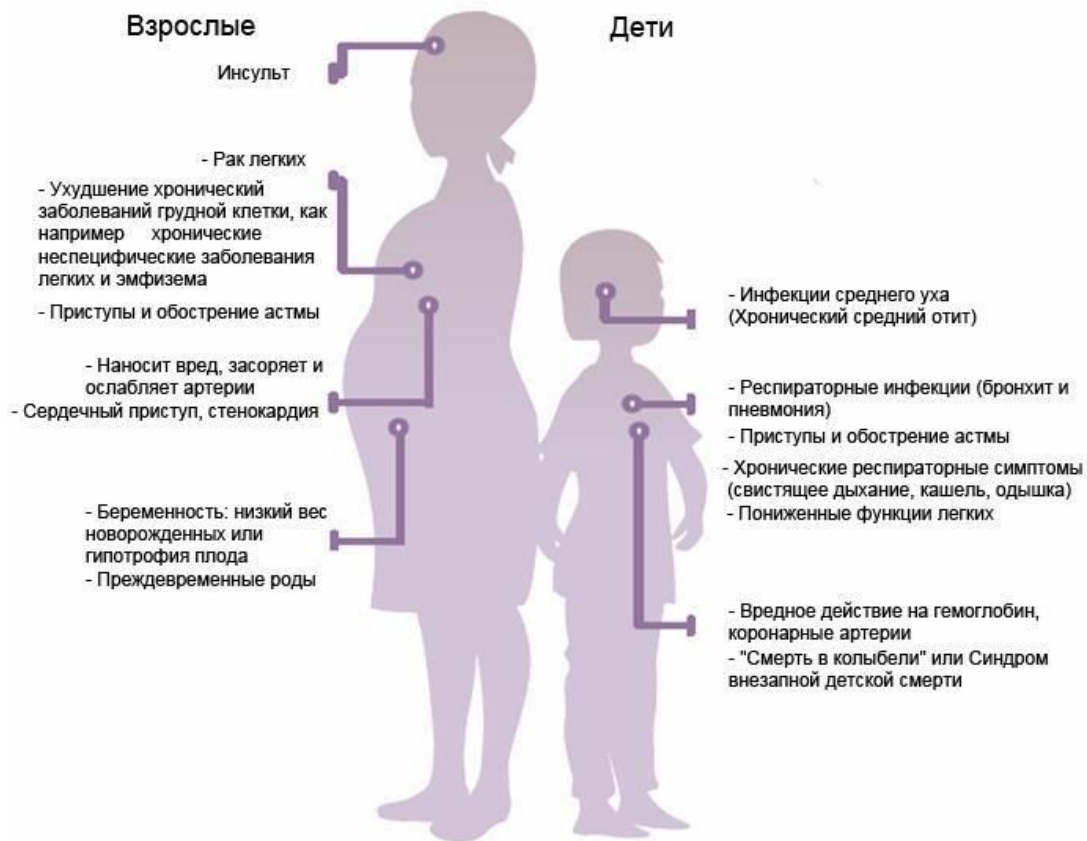 Взрослые
Инсульт
- Рак легких
- Ухудшение хронический
заболеваний грудной клетки, как
например хронические
неспецифические заболевания
легких и эмфизема
- Приступы и обострение астмы
- Наносит вред, засоряет и
ослабляет артерии
- Сердечный приступ, стенокардия
- Беременность: низкий вес
новорожденных или
гипотрофия плода
- Преждевременные роды
Дети
- Инфекции среднего уха
(Хронический средний отит)
- Респираторные инфекции (бронхит и
пневмония)
- Приступы и обострение астмы
- Хронические респираторные симптомы
(свистящее дыхание, кашель, одышка)
- Пониженные функции легких
- Вредное действие на гемоглобин,
коронарные артерии
- "Смерть в колыбели" или Синдром
внезапной детской смерти